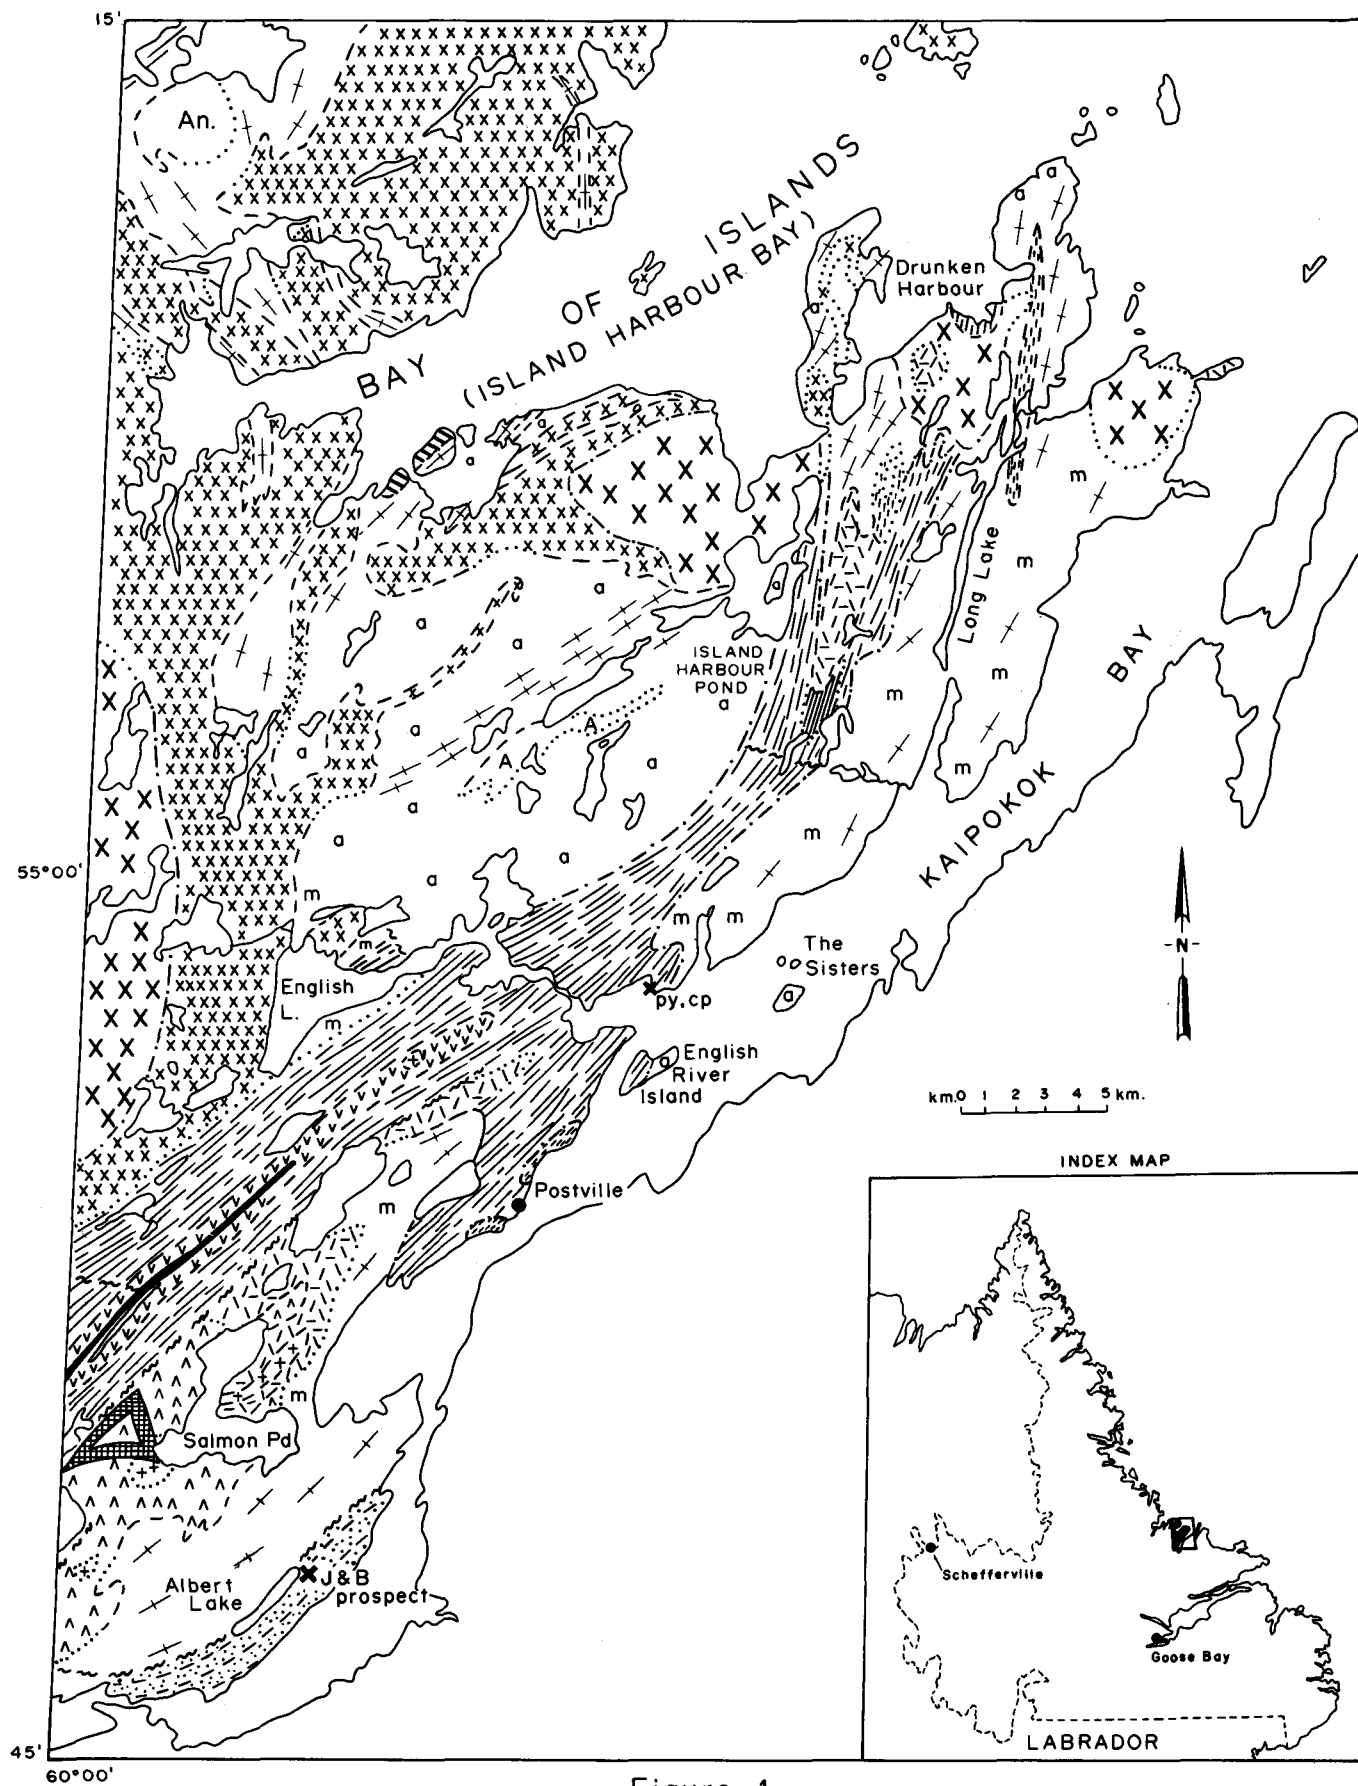 15'
An.
BAY OF ISLANDS
(ISLAND HARBOUR BAY)
Drunken
Harbour
Long Lake
ISLAND
HARBOUR
POND
a
A
A
m
KAIPOKOK BAY
55°00'
-N-
The
Sisters
English
L.
m
py,cp
a
English
River
Island
km.0 1 2 3 4 5 km.
INDEX MAP
Postville
m
m
Salmon Pd
Albert
Lake
J&B
prospect
Schefferville
Goose Bay
LABRADOR
45'
60°00'